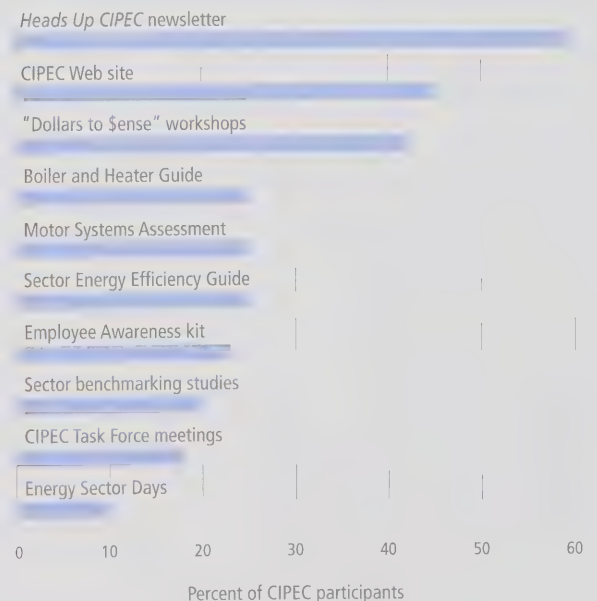 Heads Up CIPEC newsletter
CIPEC Web site
"Dollars to $ense" workshops
Boiler and Heater Guide
Motor Systems Assessment
Sector Energy Efficiency Guide
Employee Awareness kit
Sector benchmarking studies
CIPEC Task Force meetings
Energy Sector Days
0 10 20 30 40 50 60
Percent of CIPEC participants